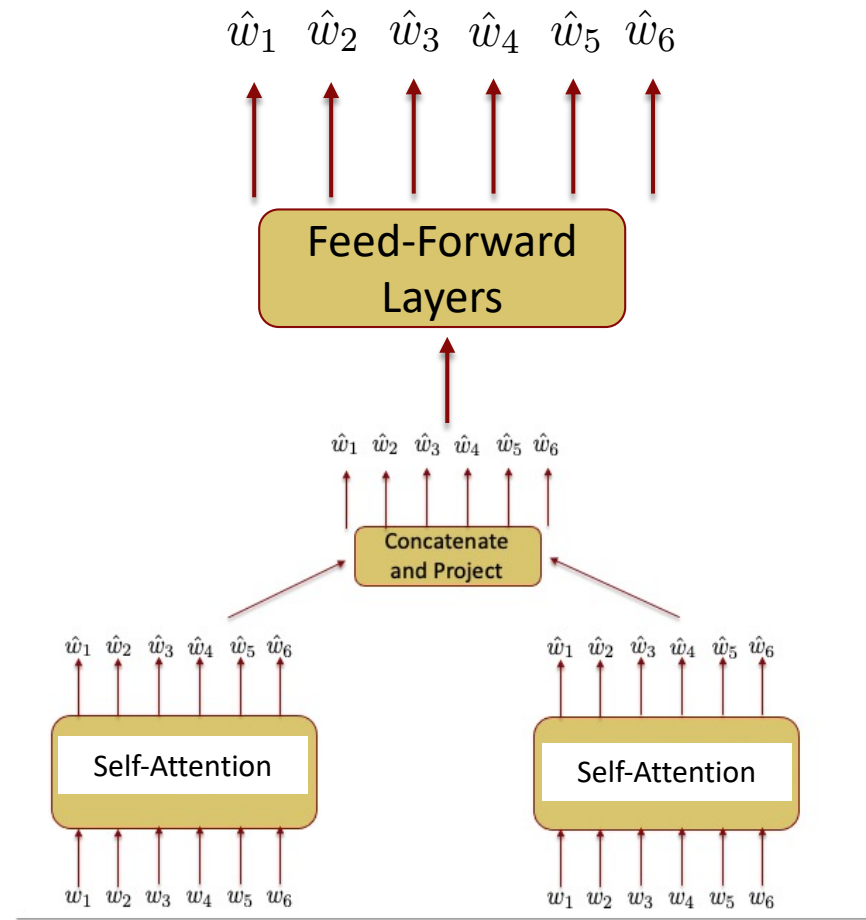 ŵ₁ ŵ₂ ŵ₃ ŵ₄ ŵ₅ ŵ₆
Feed-Forward
Layers
ŵ₁ ŵ₂ ŵ₃ ŵ₄ ŵ₅ ŵ₆
Concatenate
and Project
ŵ₁ ŵ₂ ŵ₃ ŵ₄ ŵ₅ ŵ₆
Self-Attention
w₁ w₂ w₃ w₄ w₅ w₆
ŵ₁ ŵ₂ ŵ₃ ŵ₄ ŵ₅ ŵ₆
Self-Attention
w₁ w₂ w₃ w₄ w₅ w₆